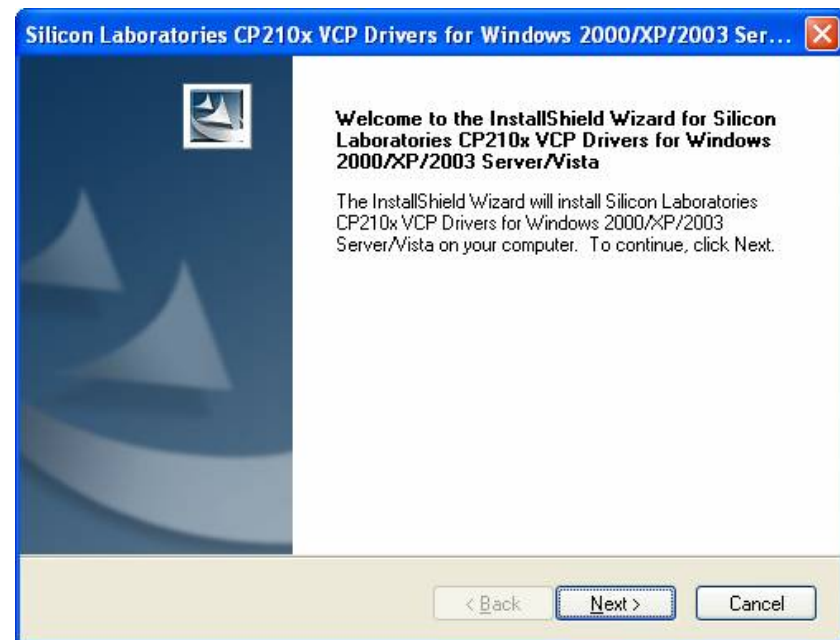 Silicon Laboratories CP210x VCP Drivers for Windows 2000/XP/2003 Ser...
Welcome to the InstallShield Wizard for Silicon
Laboratories CP210x VCP Drivers for Windows
2000/XP/2003 Server/Vista
The InstallShield Wizard will install Silicon Laboratories
CP210x VCP Drivers for Windows 2000/XP/2003
Server/Vista on your computer. To continue, click Next.
< Back
Next >
Cancel